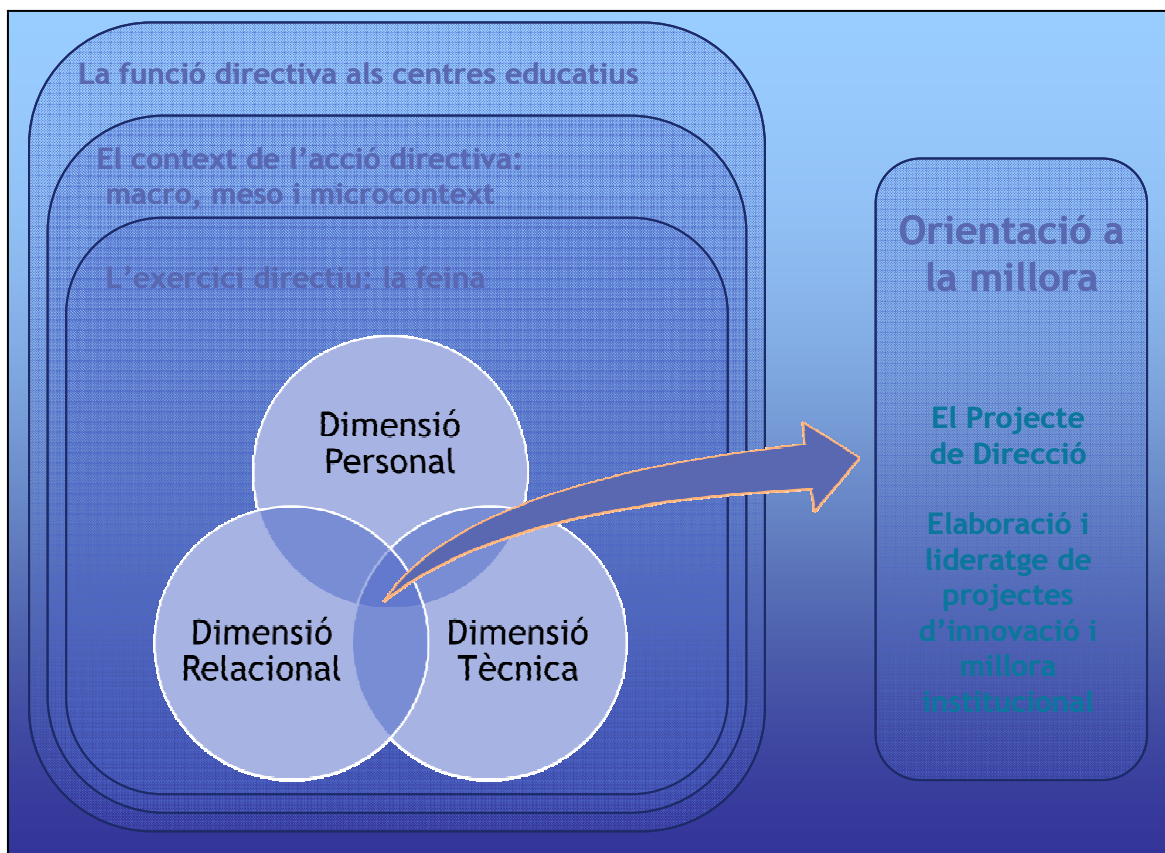 La funció directiva als centres educatius
El context de l’acció directiva:
macro, meso i microcontext
L’exercici directiu: la feina
Dimensió
Personal
Dimensió
Relacional
Dimensió
Tècnica
Orientació a
la millora
El Projecte
de Direcció
Elaboració i
lideratge de
projectes
d’innovació i
millora
institucional